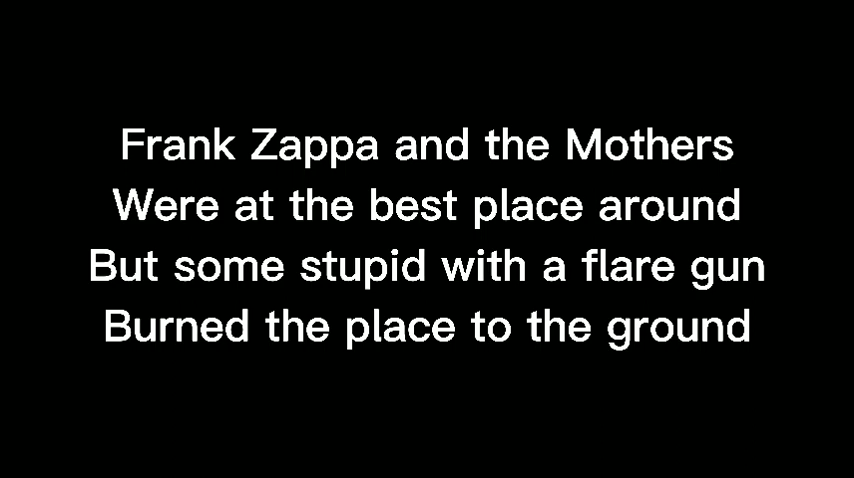 Frank Zappa and the Mothers
Were at the best place around
But some stupid with a flare gun
Burned the place to the ground